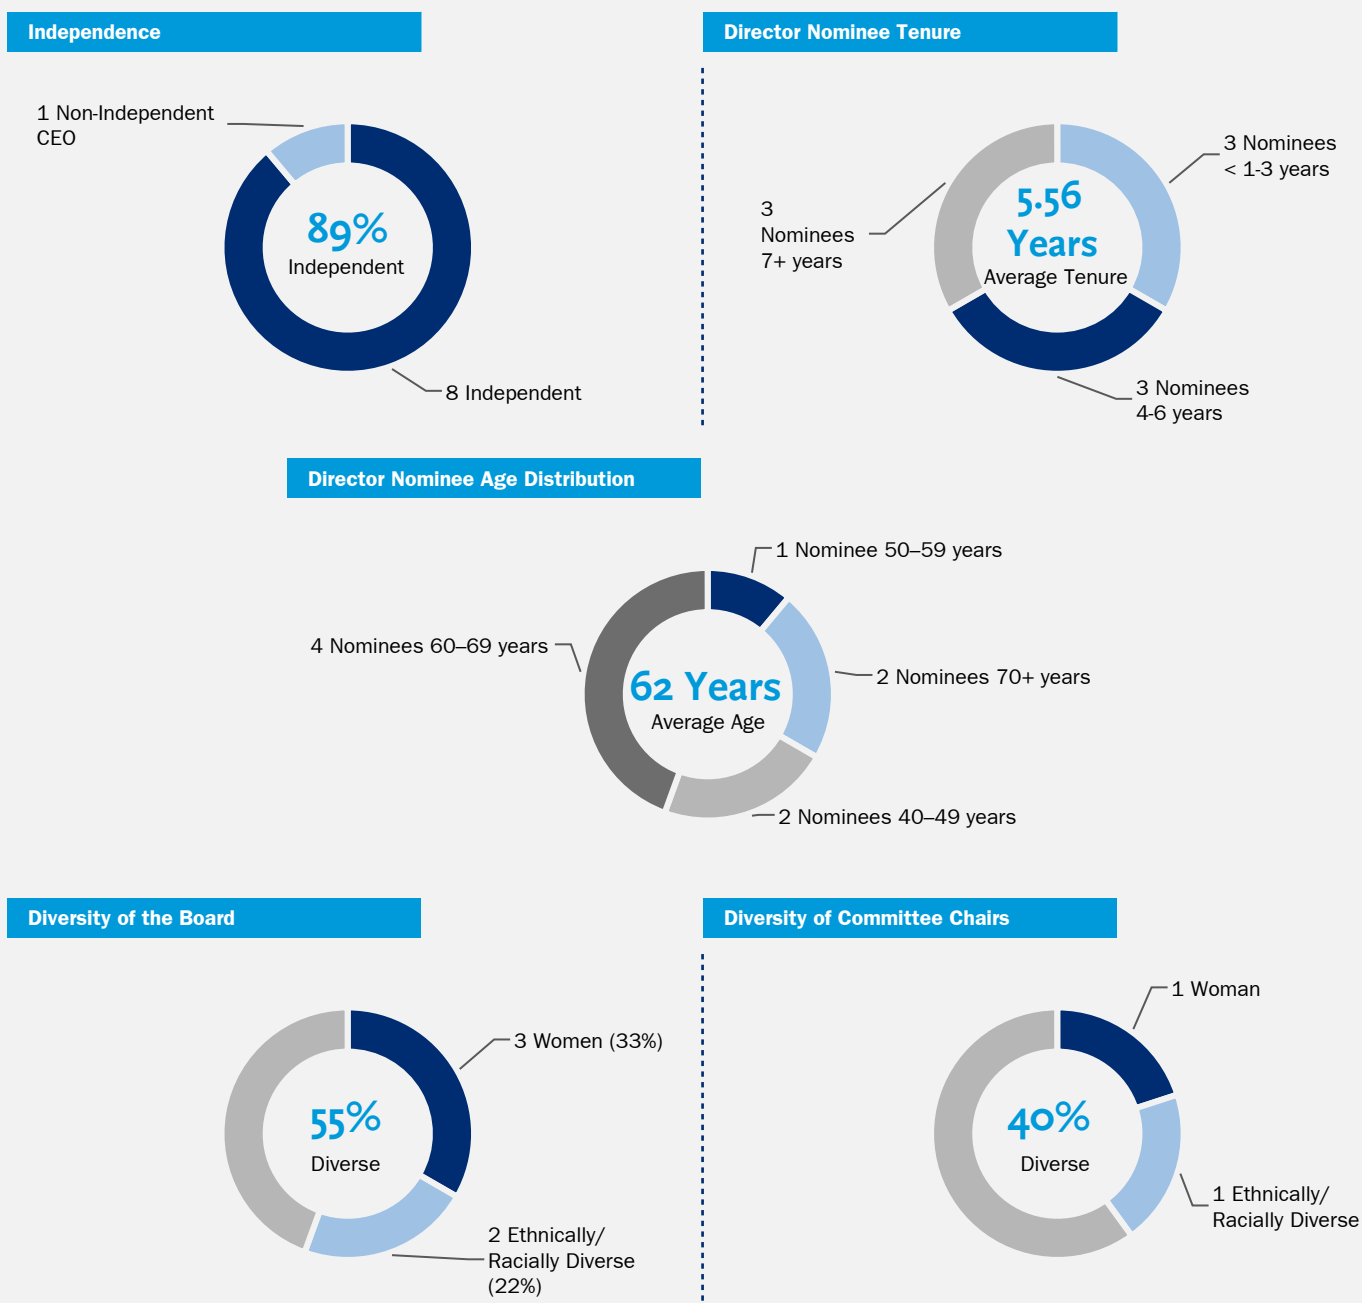 Independence
1 Non-Independent
CEO
89%
Independent
8 Independent
Director Nominee Tenure
3 Nominees
< 1-3 years
3
Nominees
7+ years
5.56
Years
Average Tenure
3 Nominees
4-6 years
Director Nominee Age Distribution
1 Nominee 50–59 years
4 Nominees 60–69 years
62 Years
Average Age
2 Nominees 70+ years
2 Nominees 40–49 years
Diversity of the Board
3 Women (33%)
55%
Diverse
2 Ethnically/
Racially Diverse
(22%)
Diversity of Committee Chairs
1 Woman
40%
Diverse
1 Ethnically/
Racially Diverse